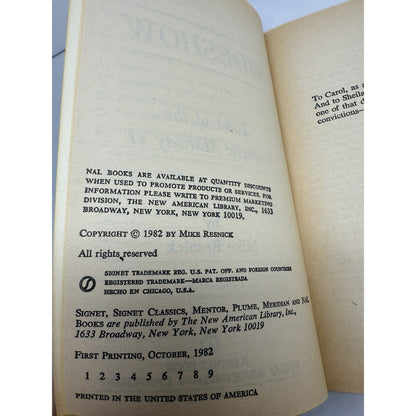 NAL BOOKS ARE AVAILABLE AT QUANTITY DISCOUNTS
WHEN USED TO PROMOTE PRODUCTS OR SERVICES. FOR
INFORMATION PLEASE WRITE TO PREMIUM MARKETING
DIVISION, THE NEW AMERICAN LIBRARY, INC., 1633
BROADWAY, NEW YORK, NEW YORK 10019.
COPYRIGHT © 1982 BY MIKE RESNICK
All rights reserved
SIGNET TRADEMARK REG. U.S. PAT. OFF. AND FOREIGN COUNTRIES
REGISTERED TRADEMARK—MARCA REGISTRADA
HECHO EN CHICAGO, U.S.A.
SIGNET, SIGNET CLASSICS, MENTOR, PLUME, MERIDIAN AND NAL
BOOKS are published by The New American Library, Inc.,
1633 Broadway, New York, New York 10019
FIRST PRINTING, OCTOBER, 1982
1 2 3 4 5 6 7 8 9
PRINTED IN THE UNITED STATES OF AMERICA
To Carol, as
And to Sheila
one of that
convictions—